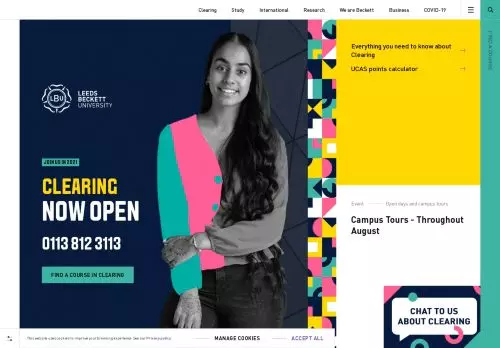 Clearing Study International Research We are Beckett Business COVID-19
Everything you need to know about
Clearing
UCAS points calculator
LBU
LEEDS
BECKETT
UNIVERSITY
JOIN US IN 2021
CLEARING
NOW OPEN
0113 812 3113
FIND A COURSE IN CLEARING
Event Open days and campus tours
Campus Tours - Throughout
August
CHAT TO US
ABOUT CLEARING
MANAGE COOKIES ACCEPT ALL